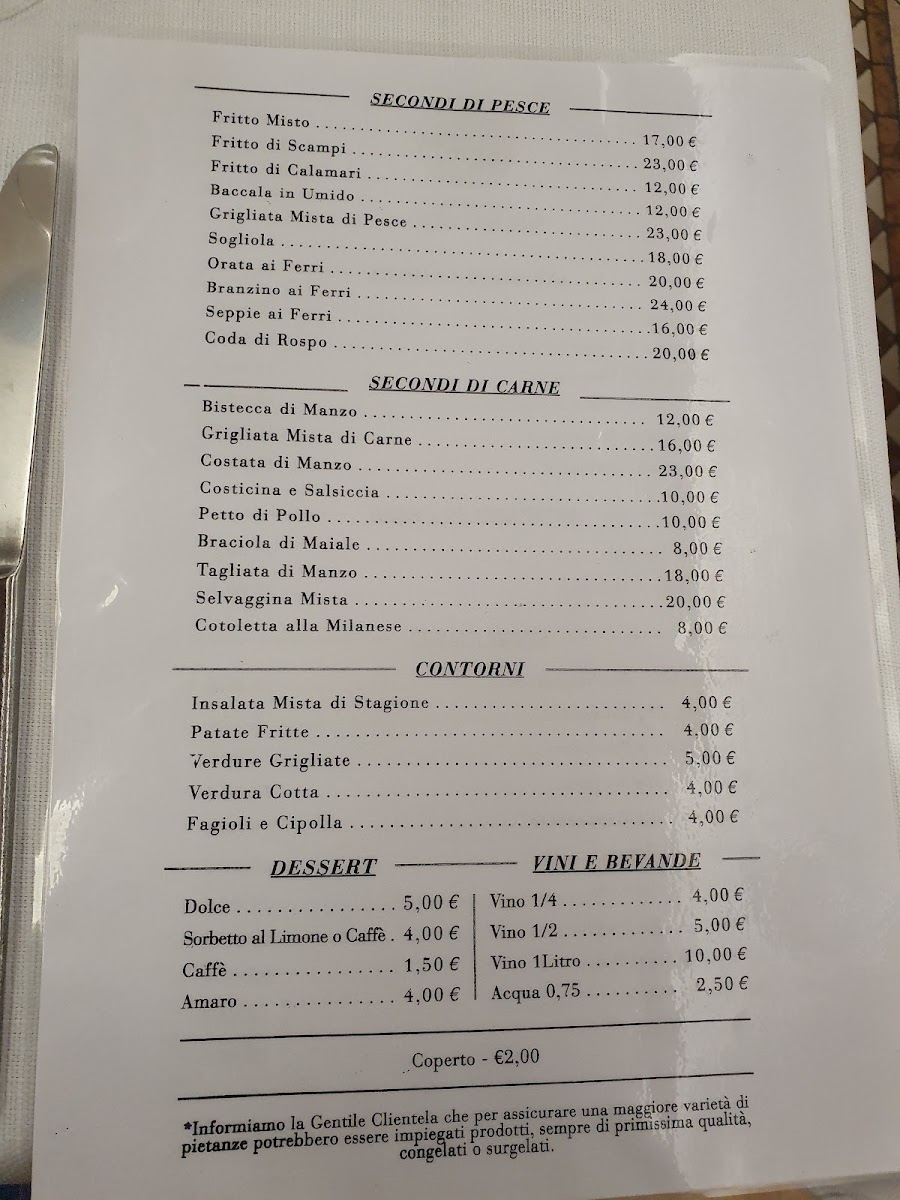 SECONDI DI PESCE
Fritto Misto 17,00 €
Fritto di Scampi 23,00 €
Fritto di Calamari 12,00 €
Baccala in Umido 12,00 €
Grigliata Mista di Pesce 23,00 €
Sogliola 18,00 €
Orata ai Ferri 20,00 €
Branzino ai Ferri 24,00 €
Seppie ai Ferri 16,00 €
Coda di Rospo 20,00 €
SECONDI DI CARNE
Bistecca di Manzo 12,00 €
Grigliata Mista di Carne 16,00 €
Costata di Manzo 23,00 €
Costicina e Salsiccia 10,00 €
Petto di Pollo 10,00 €
Braciola di Maiale 8,00 €
Tagliata di Manzo 18,00 €
Selvaggina Mista 20,00 €
Cotoletta alla Milanese 8,00 €
CONTORNI
Insalata Mista di Stagione 4,00 €
Patate Fritte 4,00 €
Verdure Grigliate 5,00 €
Verdura Cotta 4,00 €
Fagioli e Cipolla 4,00 €
DESSERT
Dolce 5,00 €
Sorbetto al Limone o Caffè 4,00 €
Caffè 1,50 €
Amaro 4,00 €
VINI E BEVANDE
Vino 1/4 4,00 €
Vino 1/2 5,00 €
Vino 1Litro 10,00 €
Acqua 0,75 2,50 €
Coperto - €2,00
*Informiamo la Gentile Clientela che per assicurare una maggiore varietà di
pietanze potrebbero essere impiegati prodotti, sempre di primissima qualità,
congelati o surgelati.